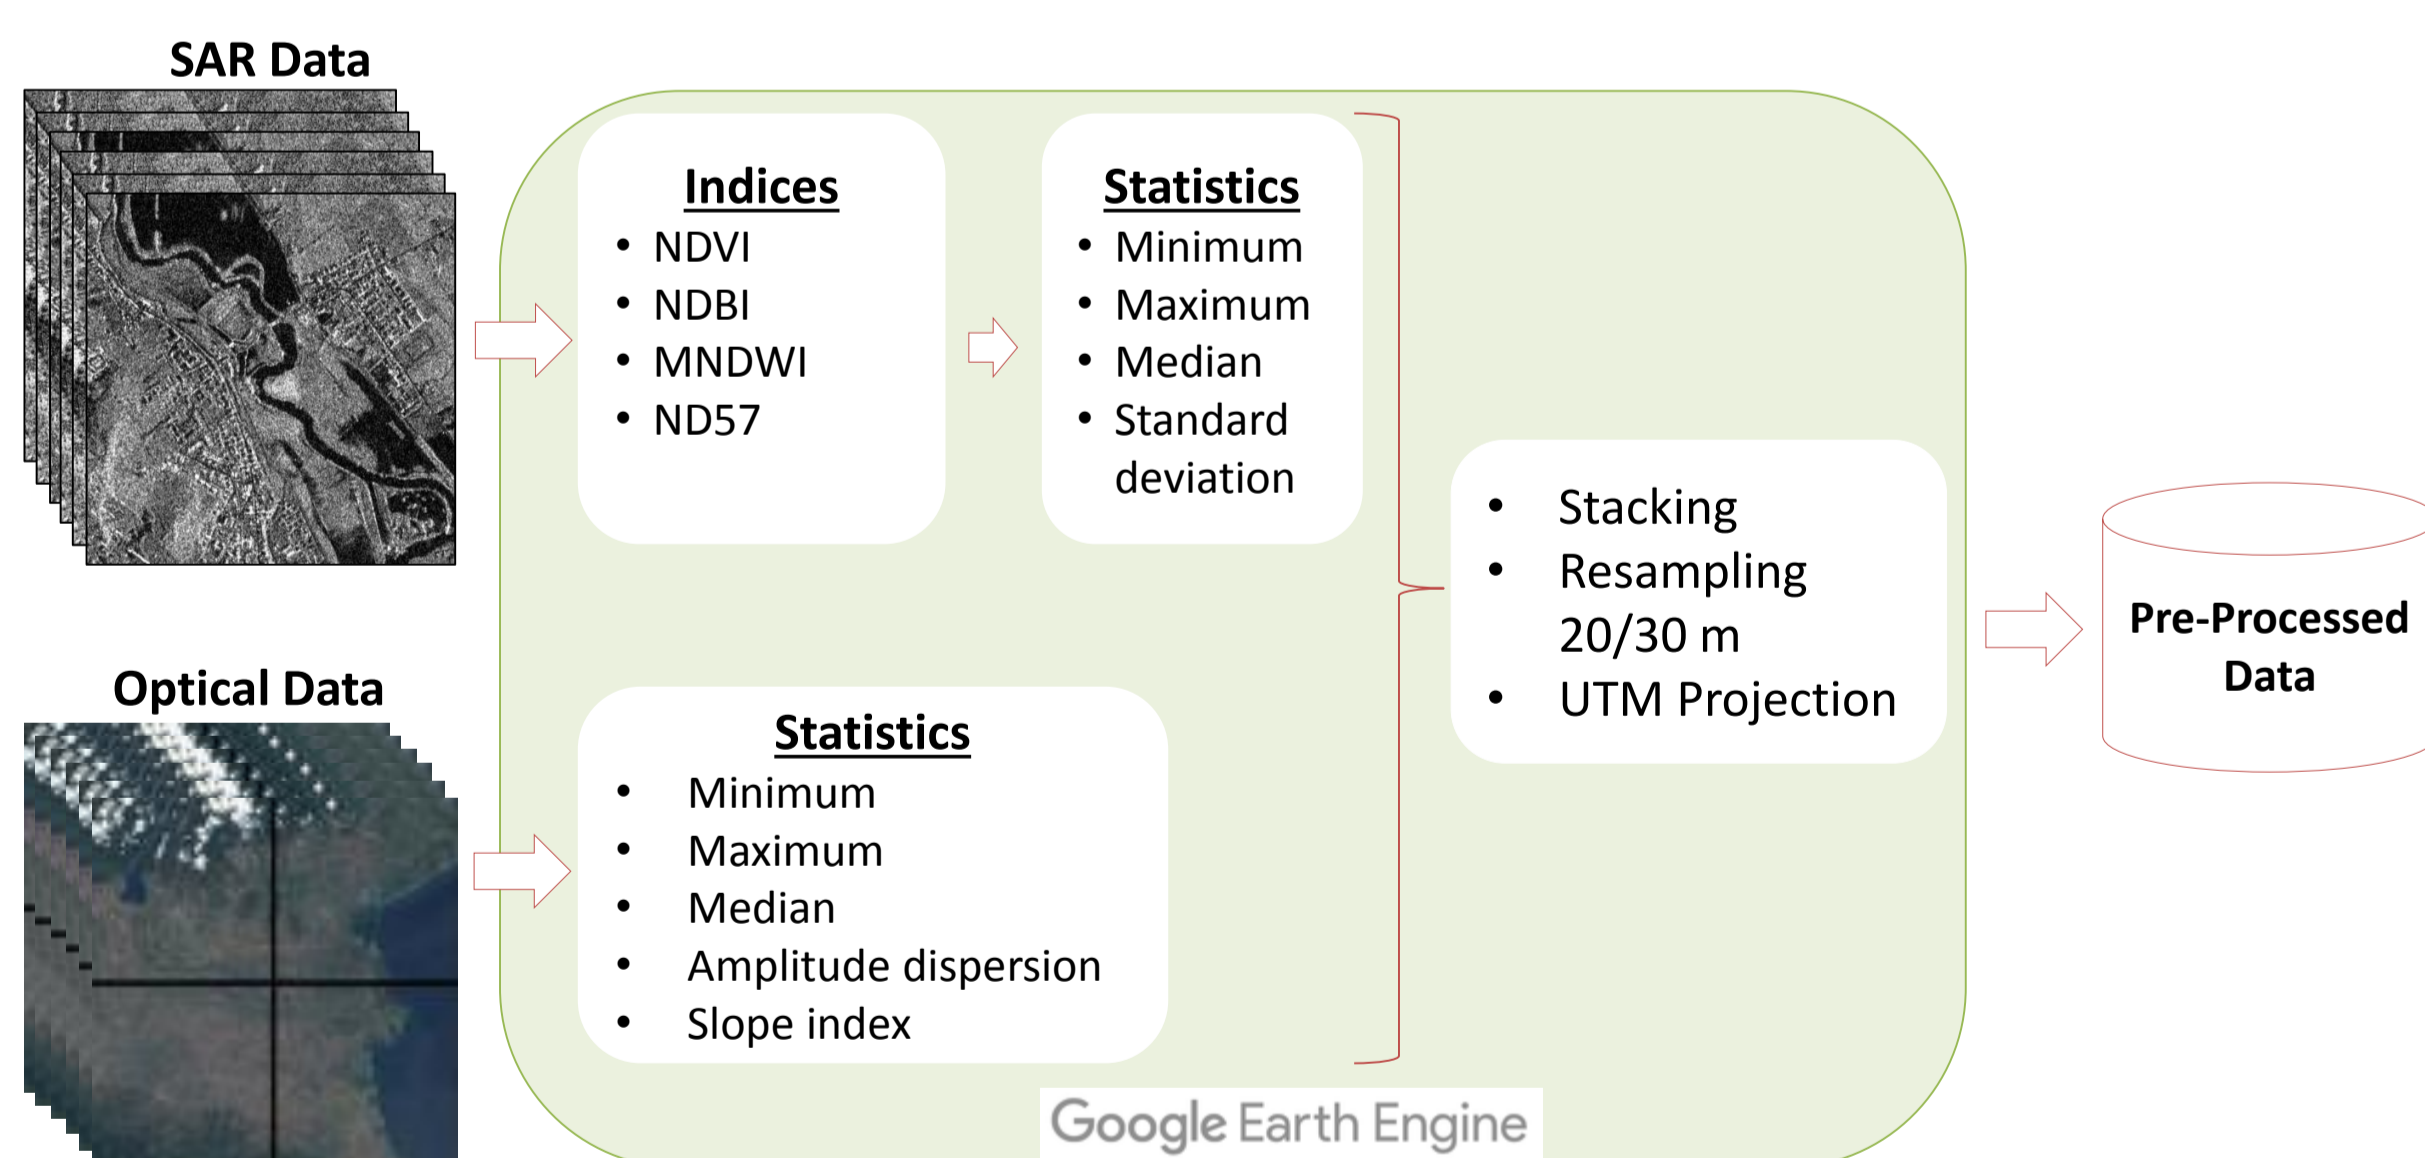 SAR Data
Indices
• NDVI
• NDBI
• MNDWI
• ND57
Statistics
• Minimum
• Maximum
• Median
• Standard
deviation
Optical Data
Statistics
• Minimum
• Maximum
• Median
• Amplitude dispersion
• Slope index
• Stacking
• Resampling
20/30 m
• UTM Projection
Pre-Processed
Data
Google Earth Engine